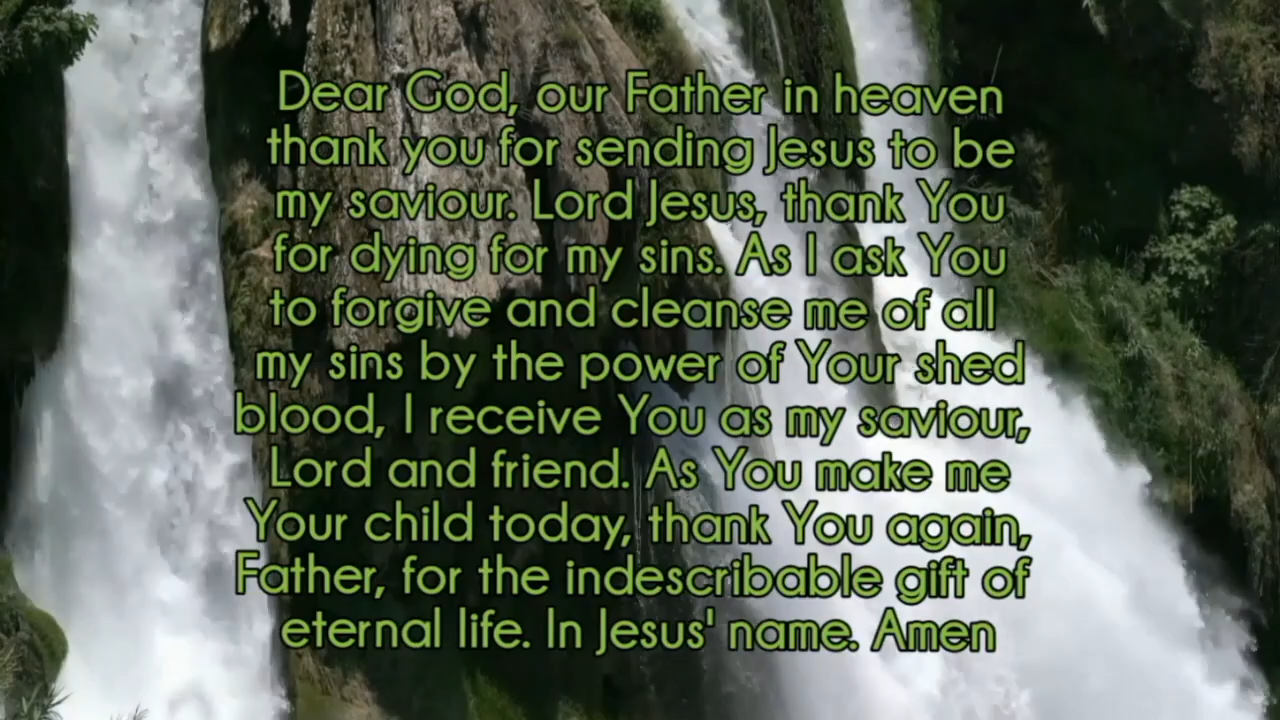 Dear God, our Father in heaven
thank you for sending Jesus to be
my saviour. Lord Jesus, thank You
for dying for my sins. As I ask You
to forgive and cleanse me of all
my sins by the power of Your shed
blood, I receive You as my saviour,
Lord and friend. As You make me
Your child today, thank You again,
Father, for the indescribable gift of
eternal life. In Jesus' name. Amen